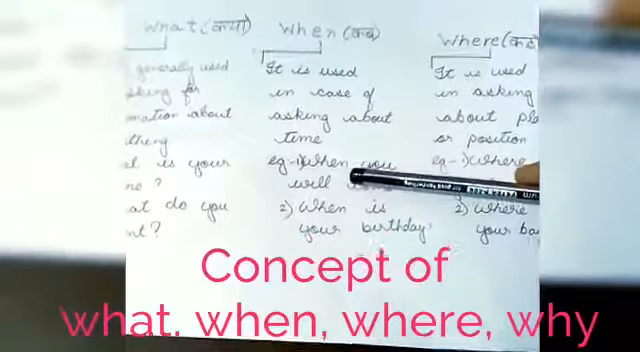 What (क्या)
generally used
asking for
mation about
thing
is your
?
at do you
nt?
When (कब)
It is used
in case of
asking about
time
eg-1) When you
will
2) When is
your birthday?
Where (कहाँ
It is used
in asking
about pla
or position
eg-1) Where
2) Where
your ba
Concept of
what. when, where, why